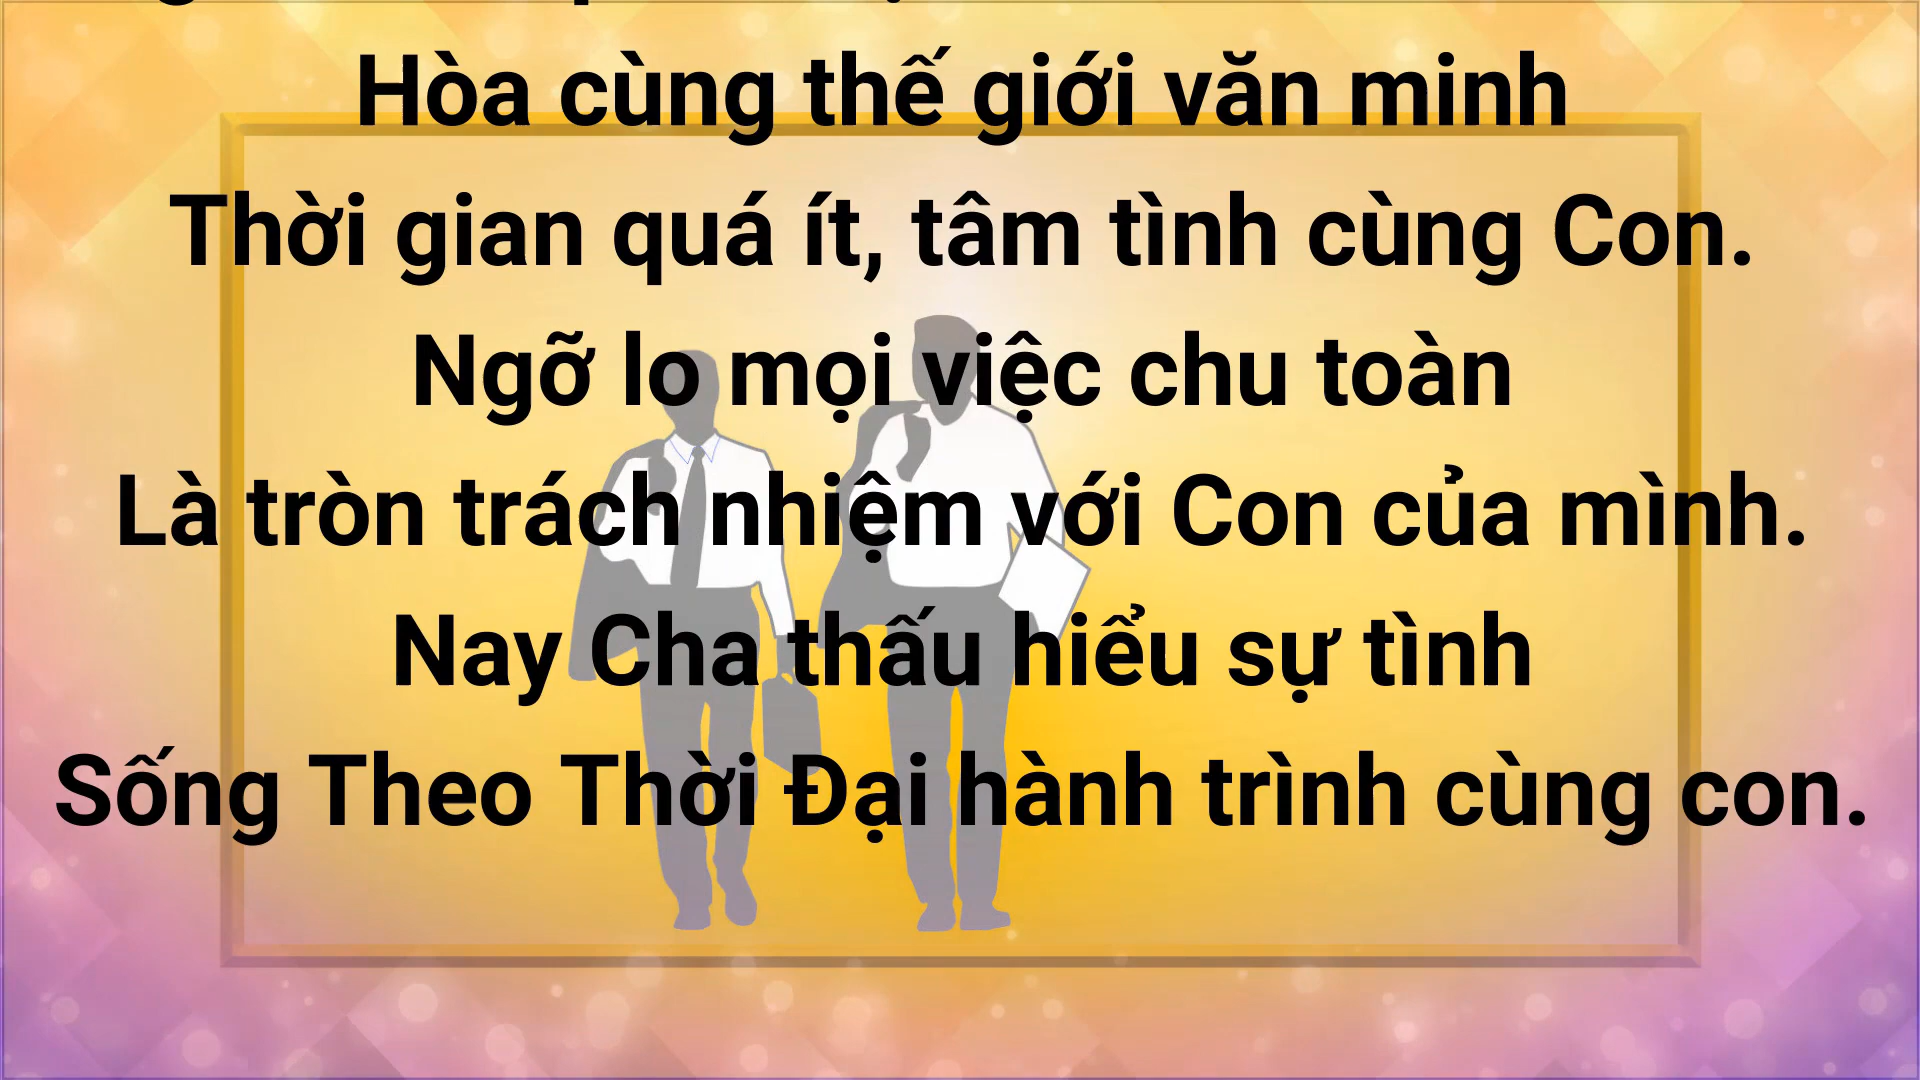 Hòa cùng thế giới văn minh
Thời gian quá ít, tâm tình cùng Con.
Ngỡ lo mọi việc chu toàn
Là tròn trách nhiệm với Con của mình.
Nay Cha thấu hiểu sự tình
Sống Theo Thời Đại hành trình cùng con.